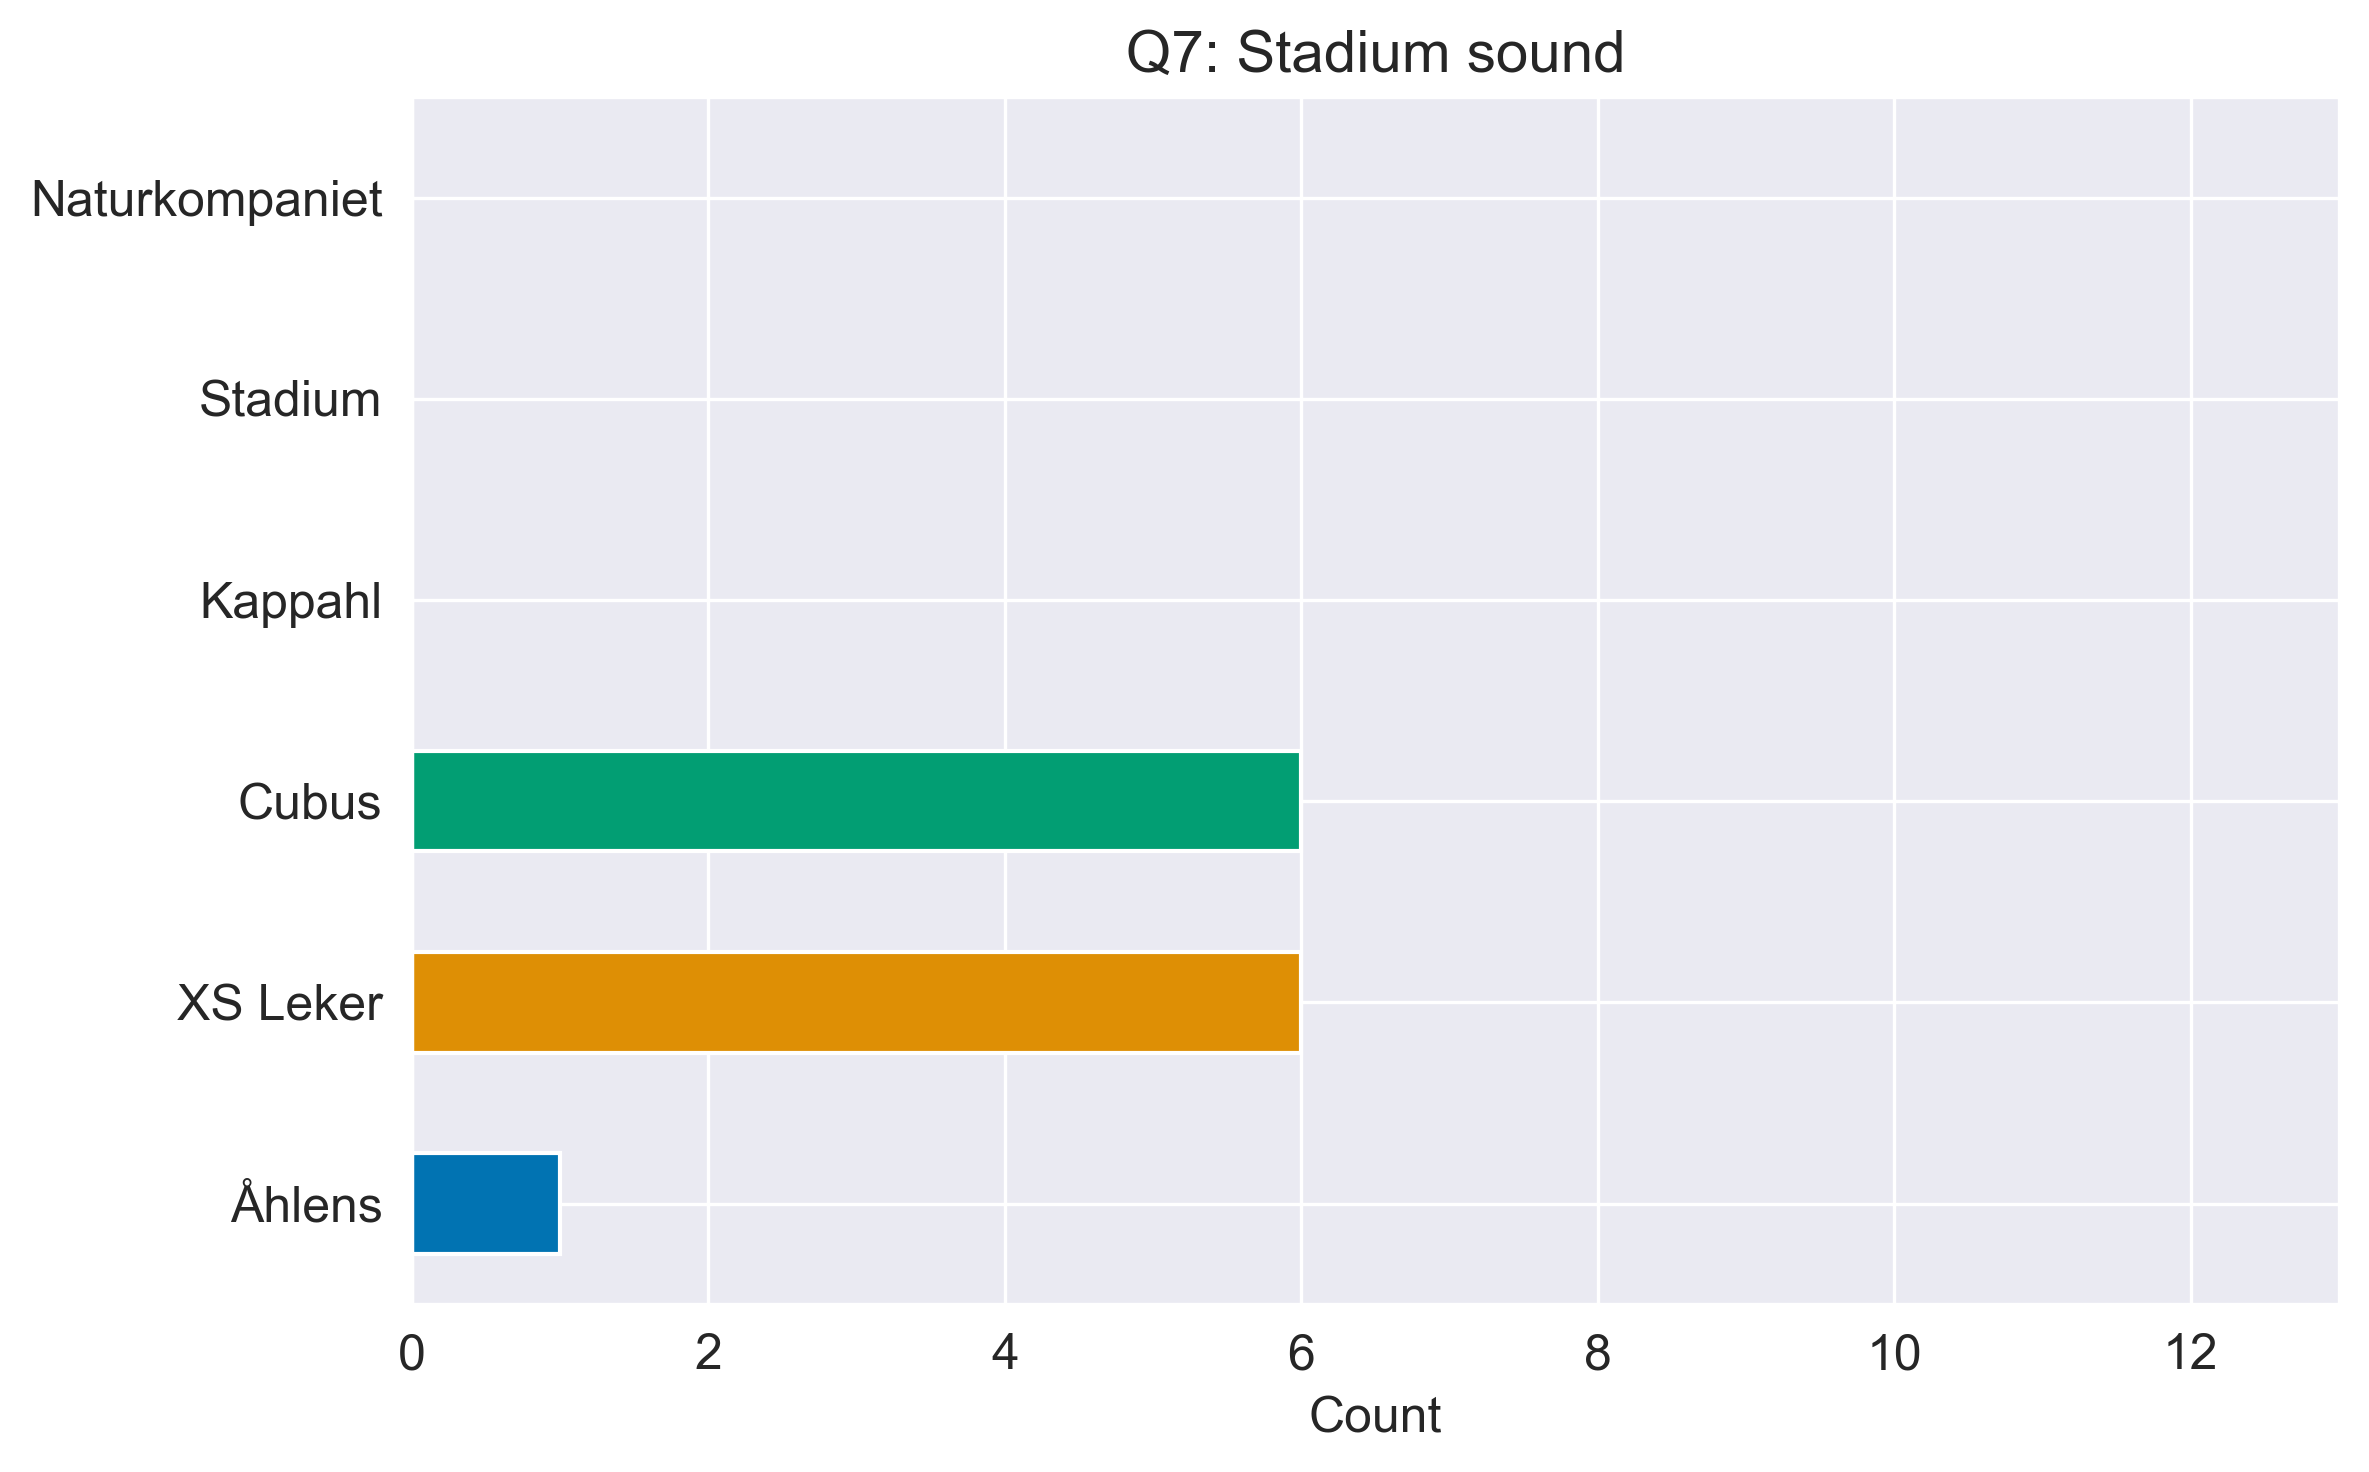 Q7: Stadium sound
Naturkompaniet
Stadium
Kappahl
Cubus
XS Leker
Åhlens
0 2 4 6 8 10 12
Count